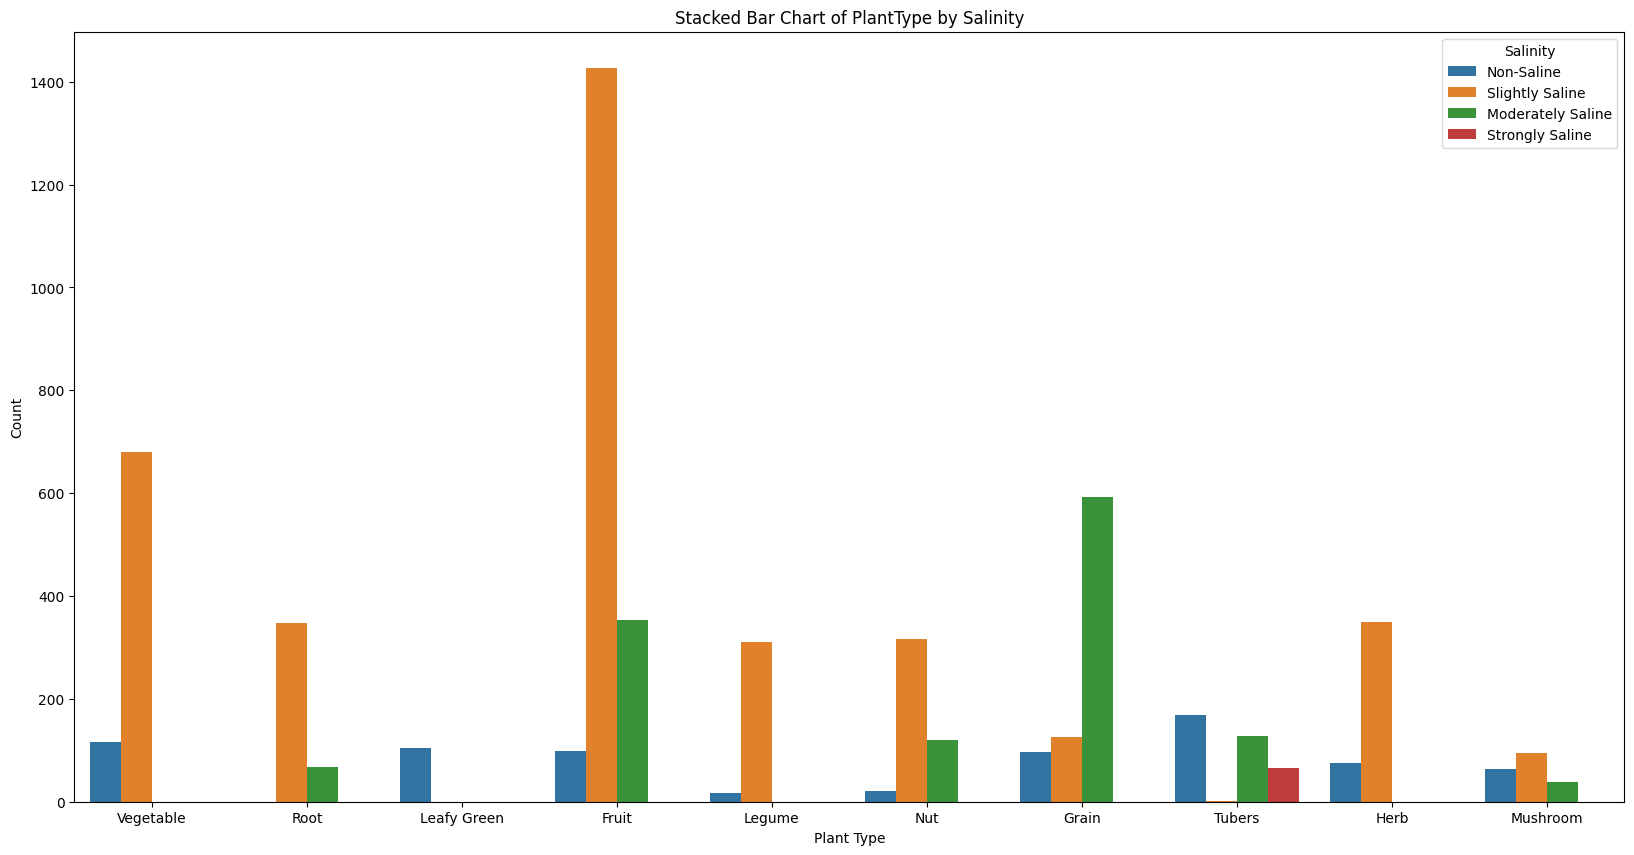 Stacked Bar Chart of PlantType by Salinity
Salinity
Non-Saline
Slightly Saline
Moderately Saline
Strongly Saline
1400
1200
1000
800
600
400
200
0
Count
Vegetable
Root
Leafy Green
Fruit
Legume
Nut
Grain
Tubers
Herb
Mushroom
Plant Type